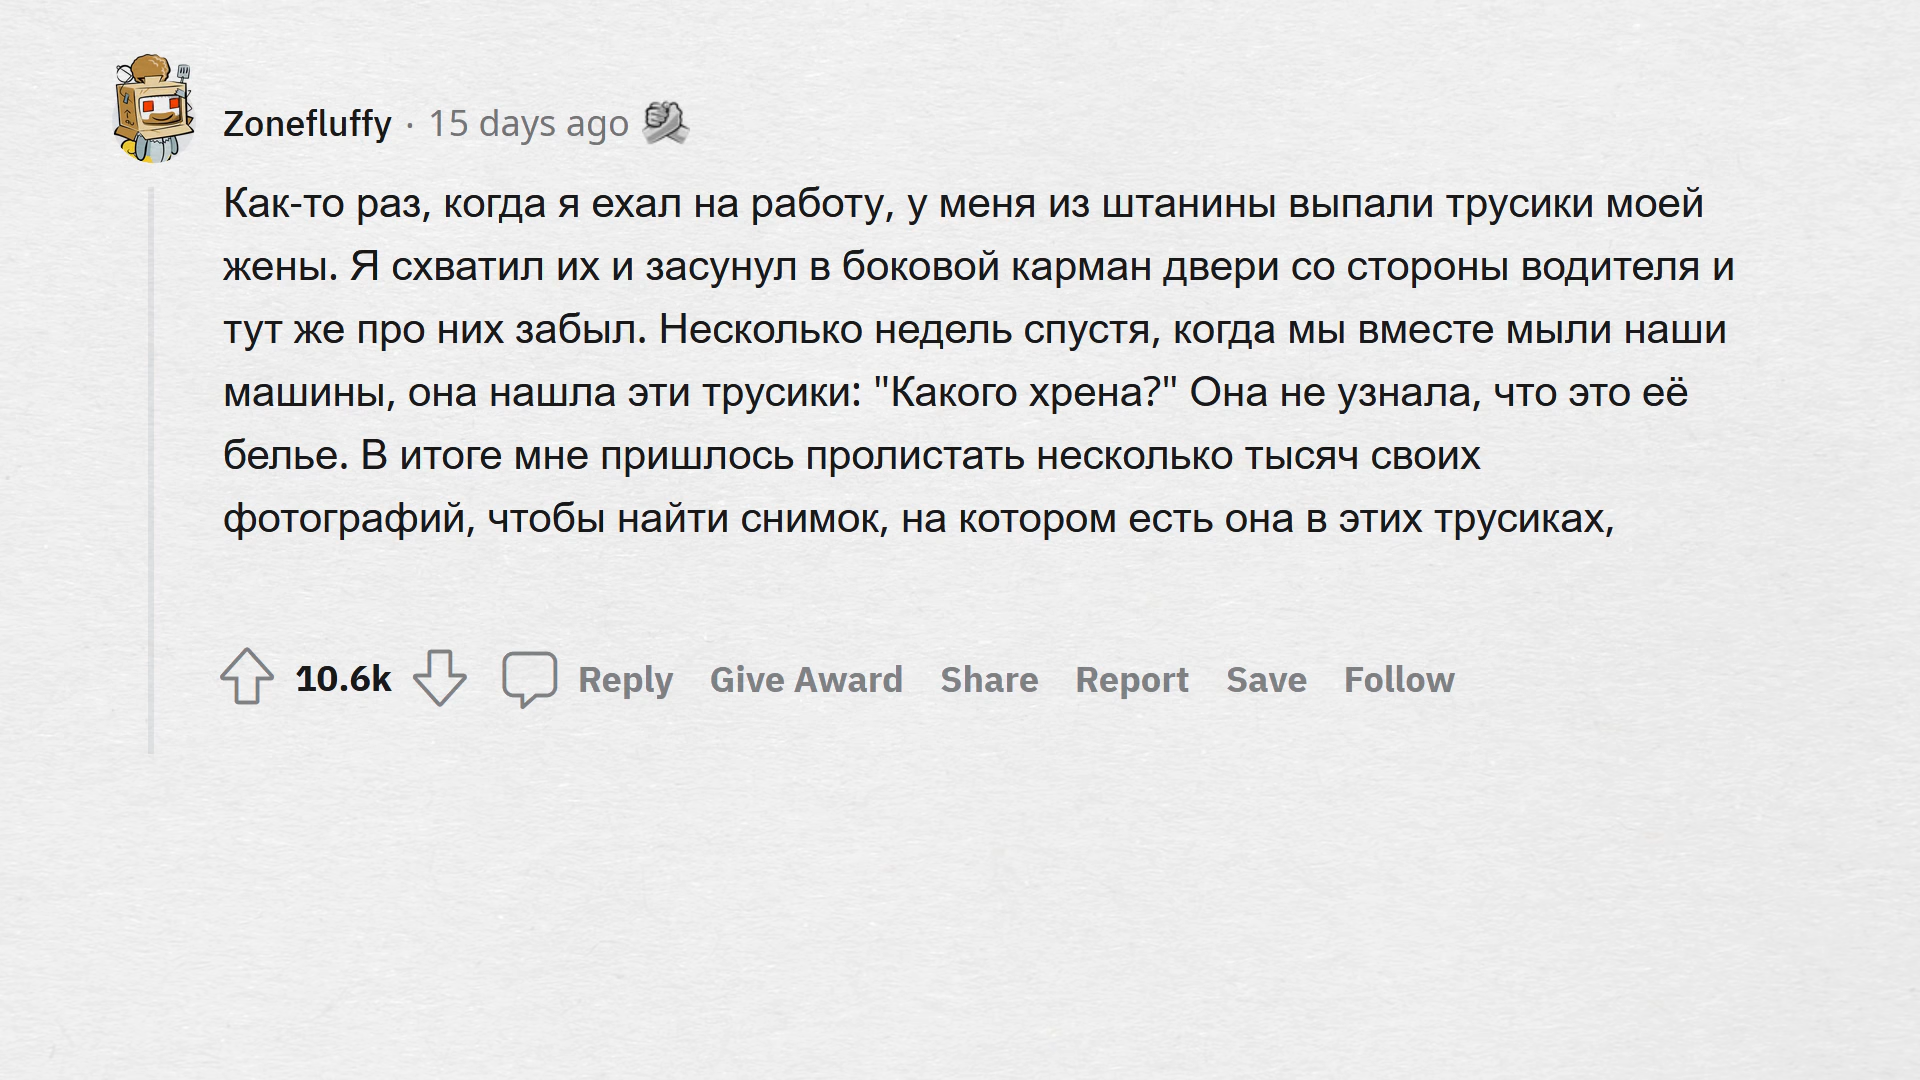 Zonefluffy · 15 days ago
Как-то раз, когда я ехал на работу, у меня из штанины выпали трусики моей
жены. Я схватил их и засунул в боковой карман двери со стороны водителя и
тут же про них забыл. Несколько недель спустя, когда мы вместе мыли наши
машины, она нашла эти трусики: "Какого хрена?" Она не узнала, что это её
белье. В итоге мне пришлось пролистать несколько тысяч своих
фотографий, чтобы найти снимок, на котором есть она в этих трусиках,
10.6k Reply Give Award Share Report Save Follow